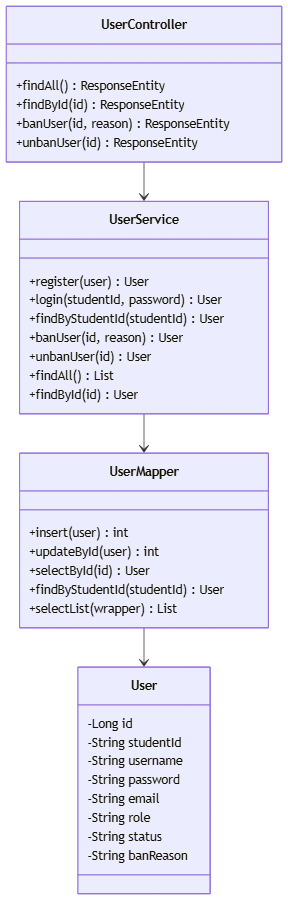 UserController
+findAll() : ResponseEntity
+findById(id) : ResponseEntity
+banUser(id, reason) : ResponseEntity
+unbanUser(id) : ResponseEntity
UserService
+register(user) : User
+login(studentId, password) : User
+findByStudentId(studentId) : User
+banUser(id, reason) : User
+unbanUser(id) : User
+findAll() : List
+findById(id) : User
UserMapper
+insert(user) : int
+updateById(user) : int
+selectById(id) : User
+findByStudentId(studentId) : User
+selectList(wrapper) : List
User
-Long id
-String studentId
-String username
-String password
-String email
-String role
-String status
-String banReason